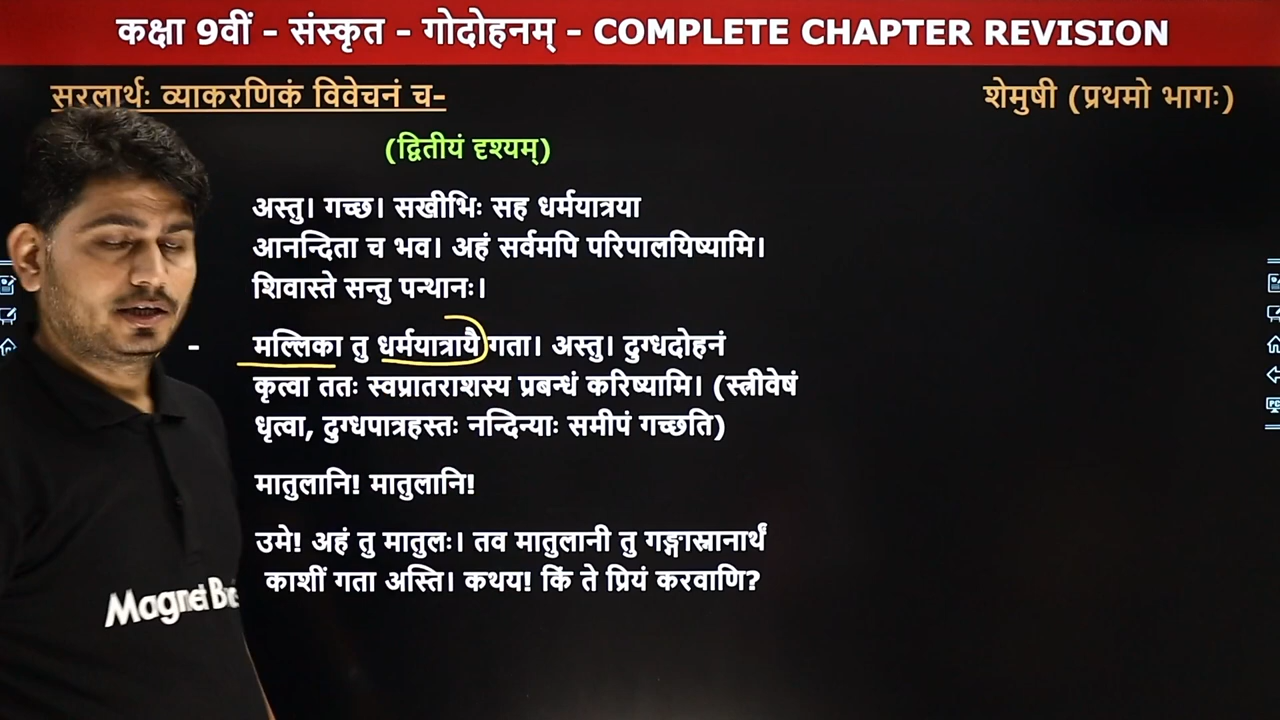 कक्षा 9वीं - संस्कृत - गोदोहनम् - COMPLETE CHAPTER REVISION
सरलार्थः व्याकरणिकं विवेचनं च-
शेमुषी (प्रथमो भागः)
(द्वितीयं दृश्यम्)
अस्तु। गच्छ। सखीभिः सह धर्मयात्रया
आनन्दिता च भव। अहं सर्वमपि परिपालयिष्यामि।
शिवास्ते सन्तु पन्थानः।
- मल्लिका तु धर्मयात्रायै गता। अस्तु। दुग्धदोहनं
कृत्वा ततः स्वप्रातराशस्य प्रबन्धं करिष्यामि। (स्त्रीवेषं
धृत्वा, दुग्धपात्रहस्तः नन्दिन्याः समीपं गच्छति)
मातुलानि! मातुलानि!
उमे! अहं तु मातुलः। तव मातुलानी तु गङ्गास्नानार्थं
काशीं गता अस्ति। कथय! किं ते प्रियं करवाणि?
Magnet